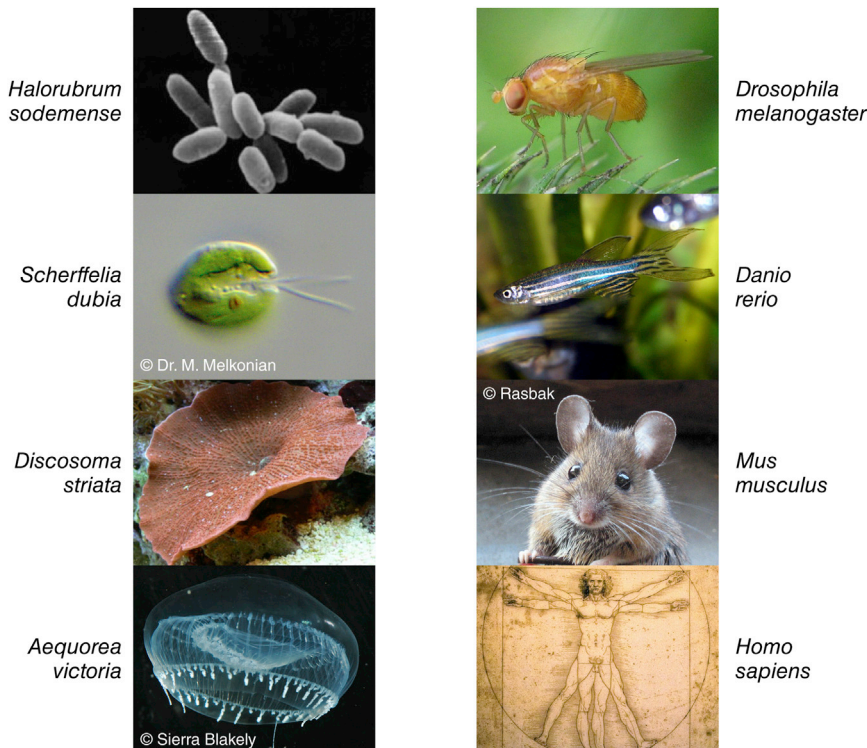 Halorubrum
sodemense
Drosophila
melanogaster
Scherffelia
dubia
© Dr. M. Melkonian
Danio
rerio
Discosoma
striata
© Rasbak
Mus
musculus
Aequorea
victoria
© Sierra Blakely
Homo
sapiens